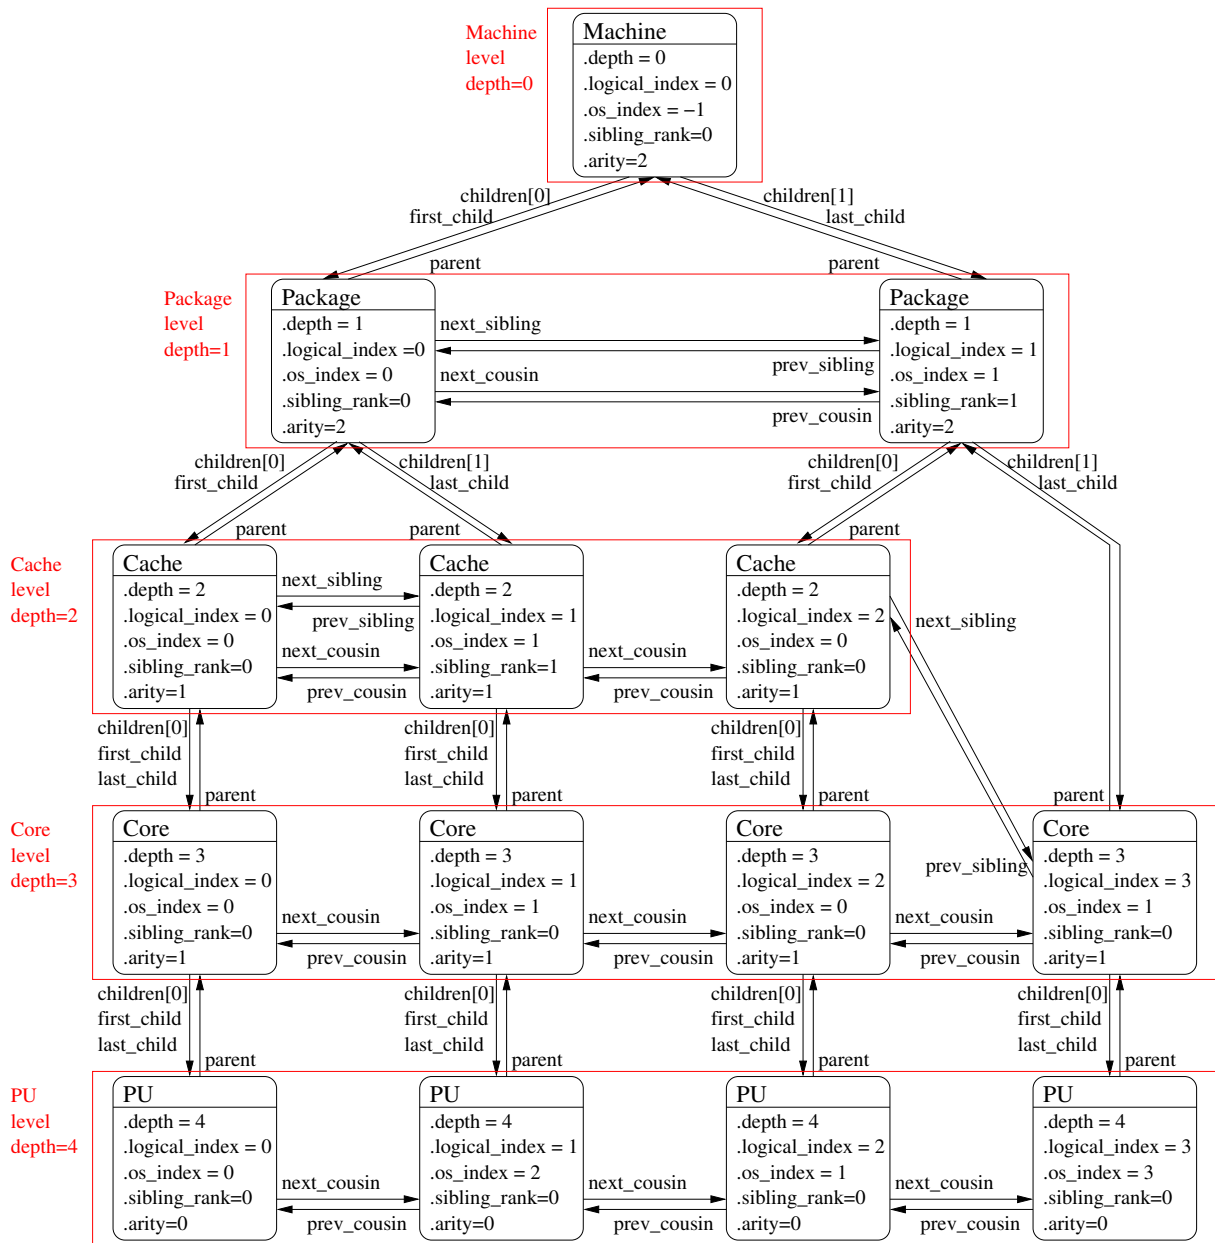 Machine
level
depth=0
Machine
.depth = 0
.logical_index = 0
.os_index = −1
.sibling_rank=0
.arity=2
children[0]
first_child
children[1]
last_child
parent
parent
Package
level
depth=1
Package
.depth = 1
.logical_index =0
.os_index = 0
.sibling_rank=0
.arity=2
next_sibling
prev_sibling
next_cousin
prev_cousin
Package
.depth = 1
.logical_index = 1
.os_index = 1
.sibling_rank=1
.arity=2
children[0]
first_child
children[1]
last_child
children[0]
first_child
children[1]
last_child
parent
parent
parent
Cache
level
depth=2
Cache
.depth = 2
.logical_index = 0
.os_index = 0
.sibling_rank=0
.arity=1
next_sibling
prev_sibling
next_cousin
prev_cousin
Cache
.depth = 2
.logical_index = 1
.os_index = 1
.sibling_rank=1
.arity=1
next_cousin
prev_cousin
Cache
.depth = 2
.logical_index = 2
.os_index = 0
.sibling_rank=0
.arity=1
next_sibling
children[0]
first_child
last_child
parent
children[0]
first_child
last_child
parent
children[0]
first_child
last_child
parent
parent
Core
level
depth=3
Core
.depth = 3
.logical_index = 0
.os_index = 0
.sibling_rank=0
.arity=1
next_cousin
prev_cousin
Core
.depth = 3
.logical_index = 1
.os_index = 1
.sibling_rank=0
.arity=1
next_cousin
prev_cousin
Core
.depth = 3
.logical_index = 2
.os_index = 0
.sibling_rank=0
.arity=1
prev_sibling
next_cousin
prev_cousin
Core
.depth = 3
.logical_index = 3
.os_index = 1
.sibling_rank=0
.arity=1
children[0]
first_child
last_child
parent
children[0]
first_child
last_child
parent
children[0]
first_child
last_child
parent
children[0]
first_child
last_child
parent
PU
level
depth=4
PU
.depth = 4
.logical_index = 0
.os_index = 0
.sibling_rank=0
.arity=0
next_cousin
prev_cousin
PU
.depth = 4
.logical_index = 1
.os_index = 2
.sibling_rank=0
.arity=0
next_cousin
prev_cousin
PU
.depth = 4
.logical_index = 2
.os_index = 1
.sibling_rank=0
.arity=0
next_cousin
prev_cousin
PU
.depth = 4
.logical_index = 3
.os_index = 3
.sibling_rank=0
.arity=0